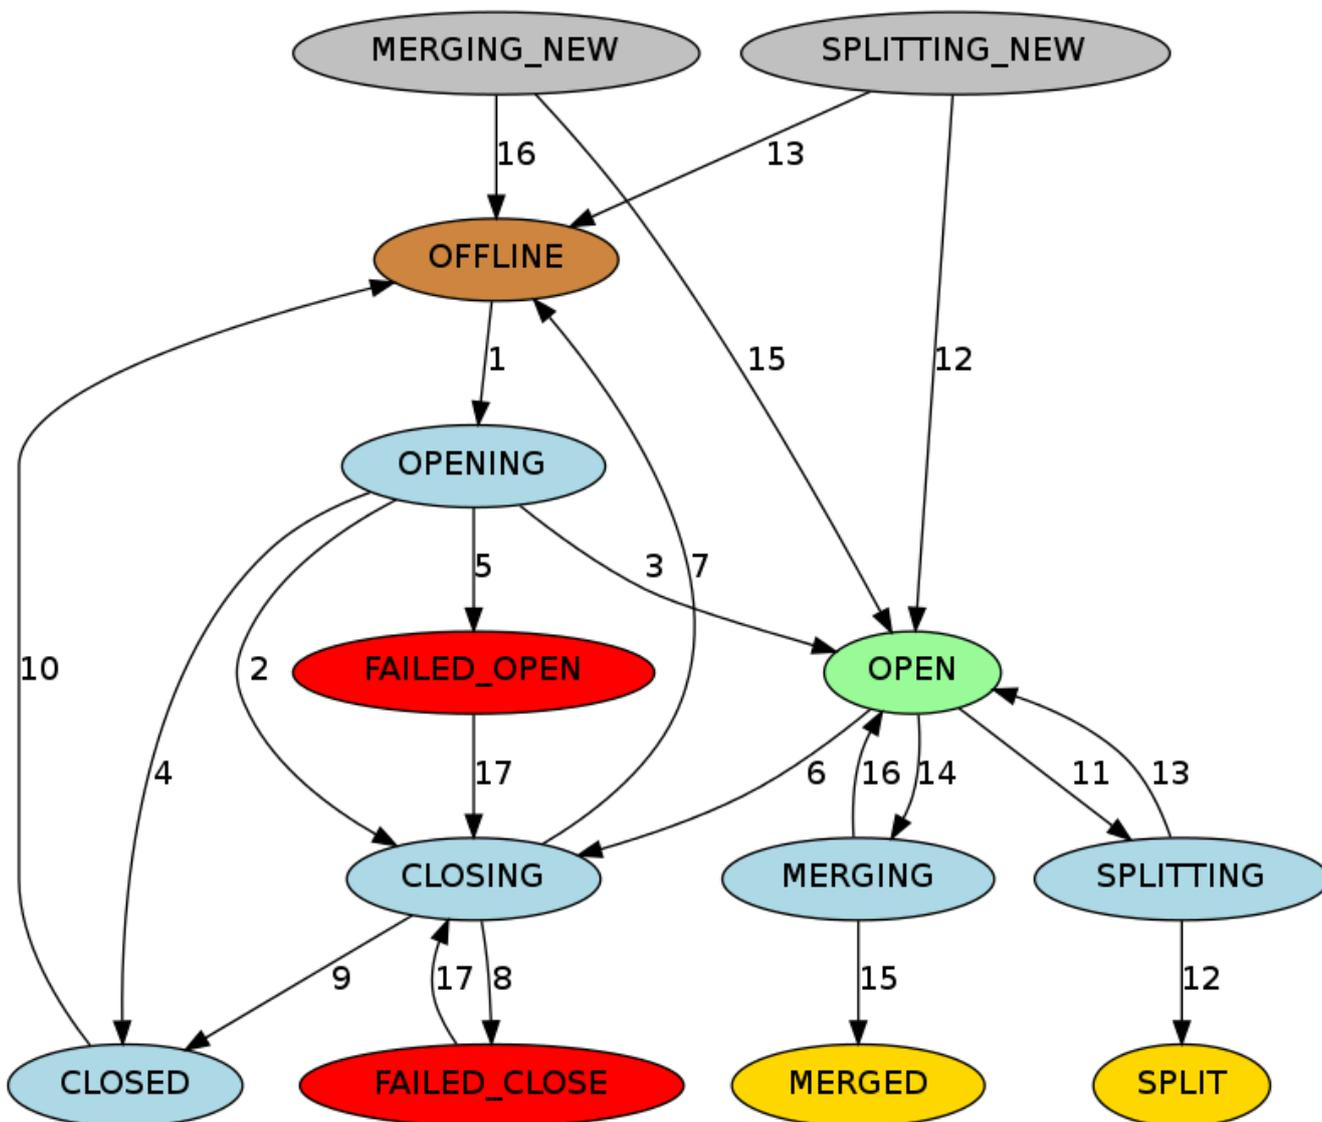 MERGING_NEW
SPLITTING_NEW
16
13
OFFLINE
1
15
12
OPENING
5
3
7
10
2
FAILED_OPEN
OPEN
4
17
6
16
14
11
13
CLOSING
MERGING
SPLITTING
9
17
8
15
12
CLOSED
FAILED_CLOSE
MERGED
SPLIT